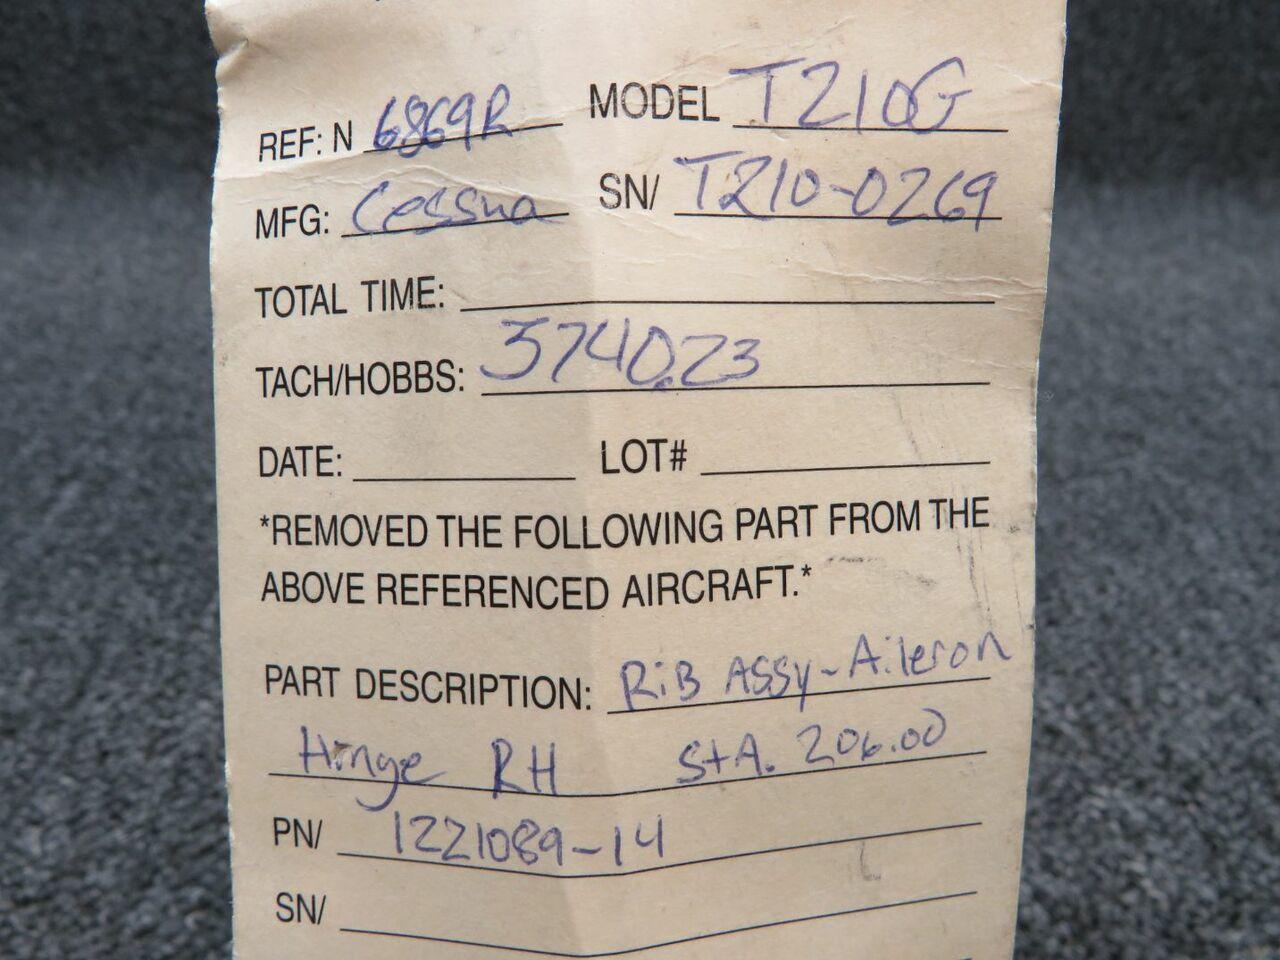 REF: N 6869R MODEL T210G
MFG: Cessna SN/ T210-0269
TOTAL TIME:
TACH/HOBBS: 3740.23
DATE: LOT#
*REMOVED THE FOLLOWING PART FROM THE
ABOVE REFERENCED AIRCRAFT.*
PART DESCRIPTION: RiB ASSy-Aileron
Hinge RH StA. 206.00
PN/ 1221089-14
SN/